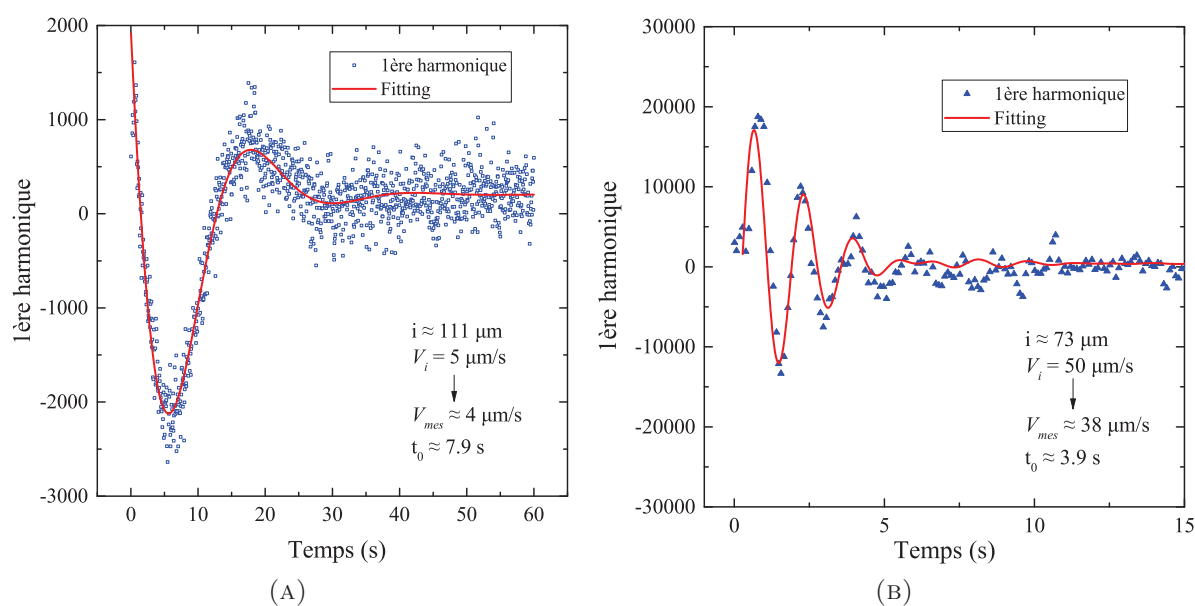 2000
1000
0
-1000
-2000
-3000
1ère harmonique
1ère harmonique
Fitting
i ≈ 111 μm
V_i = 5 μm/s
V_mes ≈ 4 μm/s
t_0 ≈ 7.9 s
0 10 20 30 40 50 60
Temps (s)
(A)
30000
20000
10000
0
-10000
-20000
-30000
1ère harmonique
1ère harmonique
Fitting
i ≈ 73 μm
V_i = 50 μm/s
V_mes ≈ 38 μm/s
t_0 ≈ 3.9 s
0 5 10 15
Temps (s)
(B)